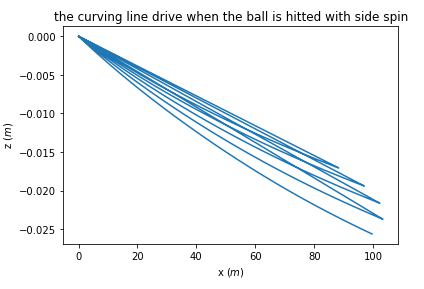 the curving line drive when the ball is hitted with side spin
z (m)
0.000
−0.005
−0.010
−0.015
−0.020
−0.025
0 20 40 60 80 100
x (m)